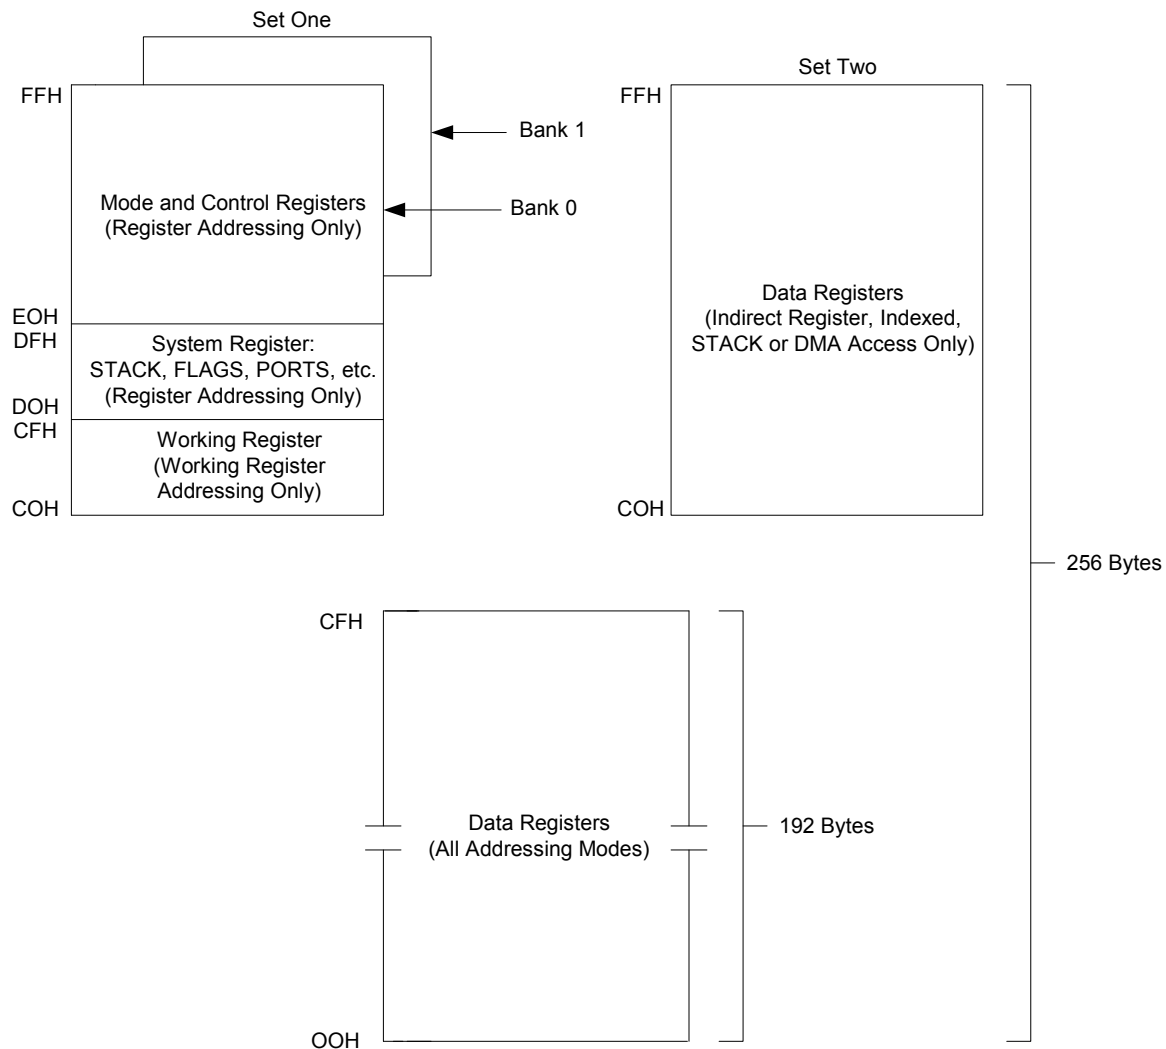 Set One
FFH
Bank 1
Mode and Control Registers
(Register Addressing Only)
Bank 0
EOH
DFH
System Register:
STACK, FLAGS, PORTS, etc.
(Register Addressing Only)
DOH
CFH
Working Register
(Working Register
Addressing Only)
COH
Set Two
FFH
Data Registers
(Indirect Register, Indexed,
STACK or DMA Access Only)
COH
256 Bytes
CFH
Data Registers
(All Addressing Modes)
192 Bytes
OOH